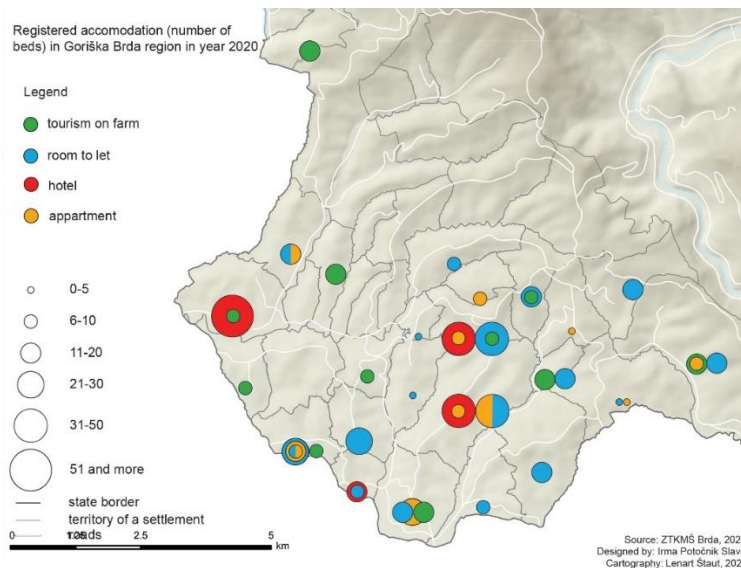 Registered accomodation (number of
beds) in Goriška Brda region in year 2020
Legend
tourism on farm
room to let
hotel
appartment
0-5
6-10
11-20
21-30
31-50
51 and more
state border
territory of a settlement
roads
0 1.05 2.5 5
km
Source: ZTKMŠ Brda, 202
Designed by: Irma Potočnik Slav
Cartography: Lenart Štaut, 202